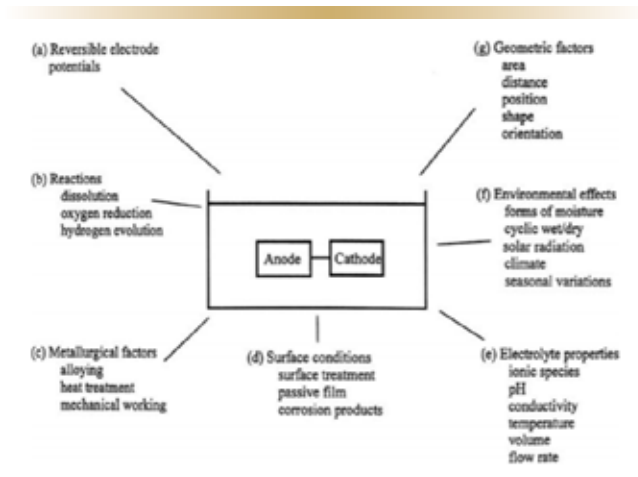 (a) Reversible electrode
potentials
(g) Geometric factors
area
distance
position
shape
orientation
(b) Reactions
dissolution
oxygen reduction
hydrogen evolution
(f) Environmental effects
forms of moisture
cyclic wet/dry
solar radiation
climate
seasonal variations
Anode
Cathode
(c) Metallurgical factors
alloying
heat treatment
mechanical working
(d) Surface conditions
surface treatment
passive film
corrosion products
(e) Electrolyte properties
ionic species
pH
conductivity
temperature
volume
flow rate